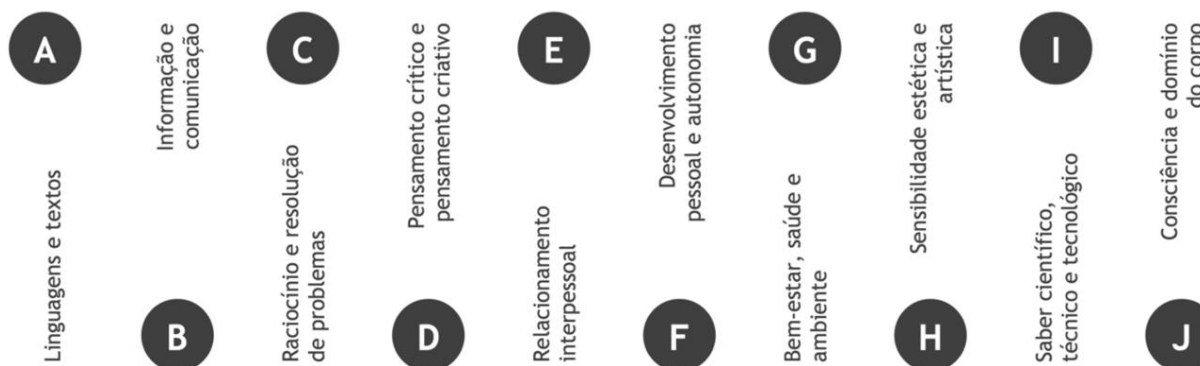 A
Linguagens e textos
Informação e
comunicação
B
C
Raciocínio e resolução
de problemas
Pensamento crítico e
pensamento criativo
D
E
Relacionamento
interpessoal
Desenvolvimento
pessoal e autonomia
F
G
Bem-estar, saúde e
ambiente
Sensibilidade estética e
artística
H
I
Saber científico,
técnico e tecnológico
Consciência e domínio
do corpo
J